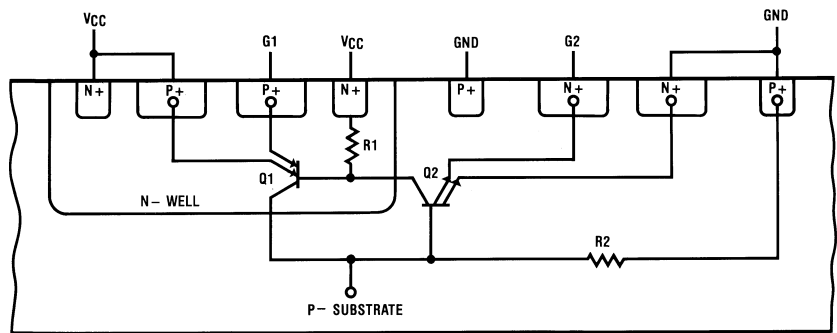 VCC
G1
VCC
GND
G2
GND
N+
P+
P+
N+
P+
N+
N+
P+
R1
Q1
Q2
N– WELL
R2
P– SUBSTRATE